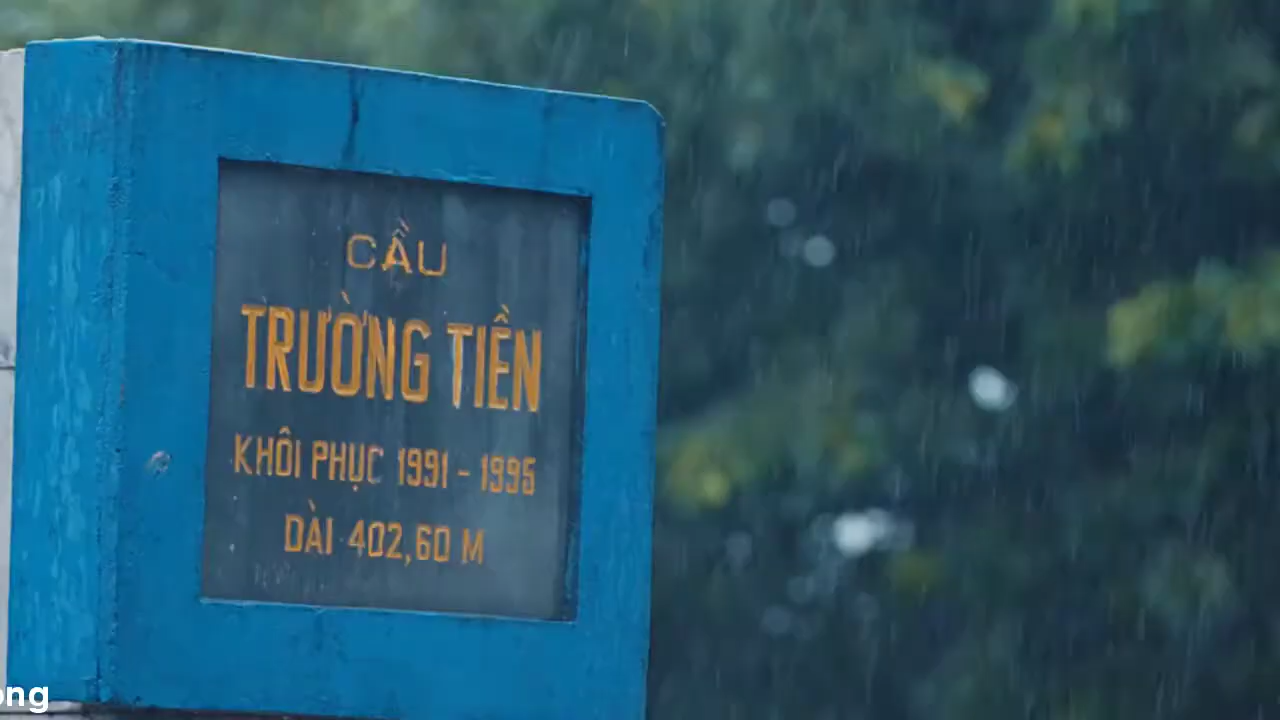 CẦU
TRƯỜNG TIỀN
KHÔI PHỤC 1991 - 1995
DÀI 402,60 M
ong